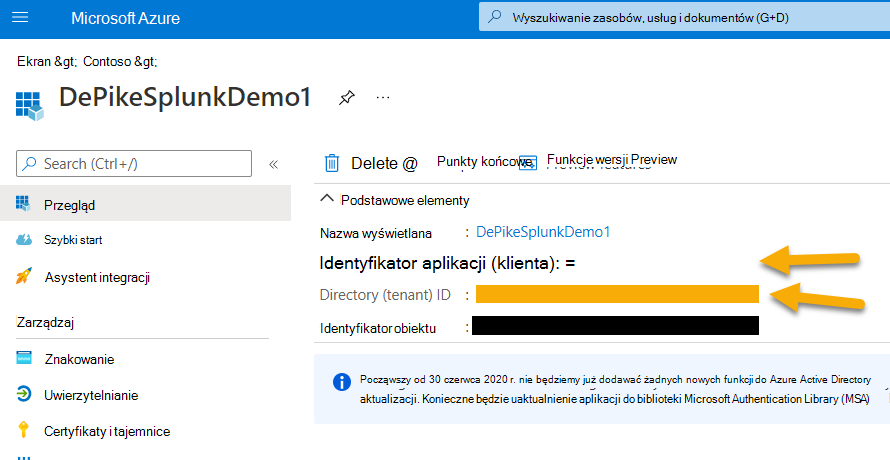 Microsoft Azure
Wyszukiwanie zasobów, usług i dokumentów (G+D)
Ekran &gt; Contoso &gt;
DePikeSplunkDemo1
Search (Ctrl+/)
Delete @ Punkty końcowe Funkcje wersji Preview
Przegląd
Podstawowe elementy
Szybki start
Nazwa wyświetlana : DePikeSplunkDemo1
Asystent integracji
Identyfikator aplikacji (klienta): =
Directory (tenant) ID :
Zarządzaj
Identyfikator obiektu :
Znakowanie
Uwierzytelnianie
Certyfikaty i tajemnice
Począwszy od 30 czerwca 2020 r. nie będziemy już dodawać żadnych nowych funkcji do Azure Active Directory
aktualizacji. Konieczne będzie uaktualnienie aplikacji do biblioteki Microsoft Authentication Library (MSA)